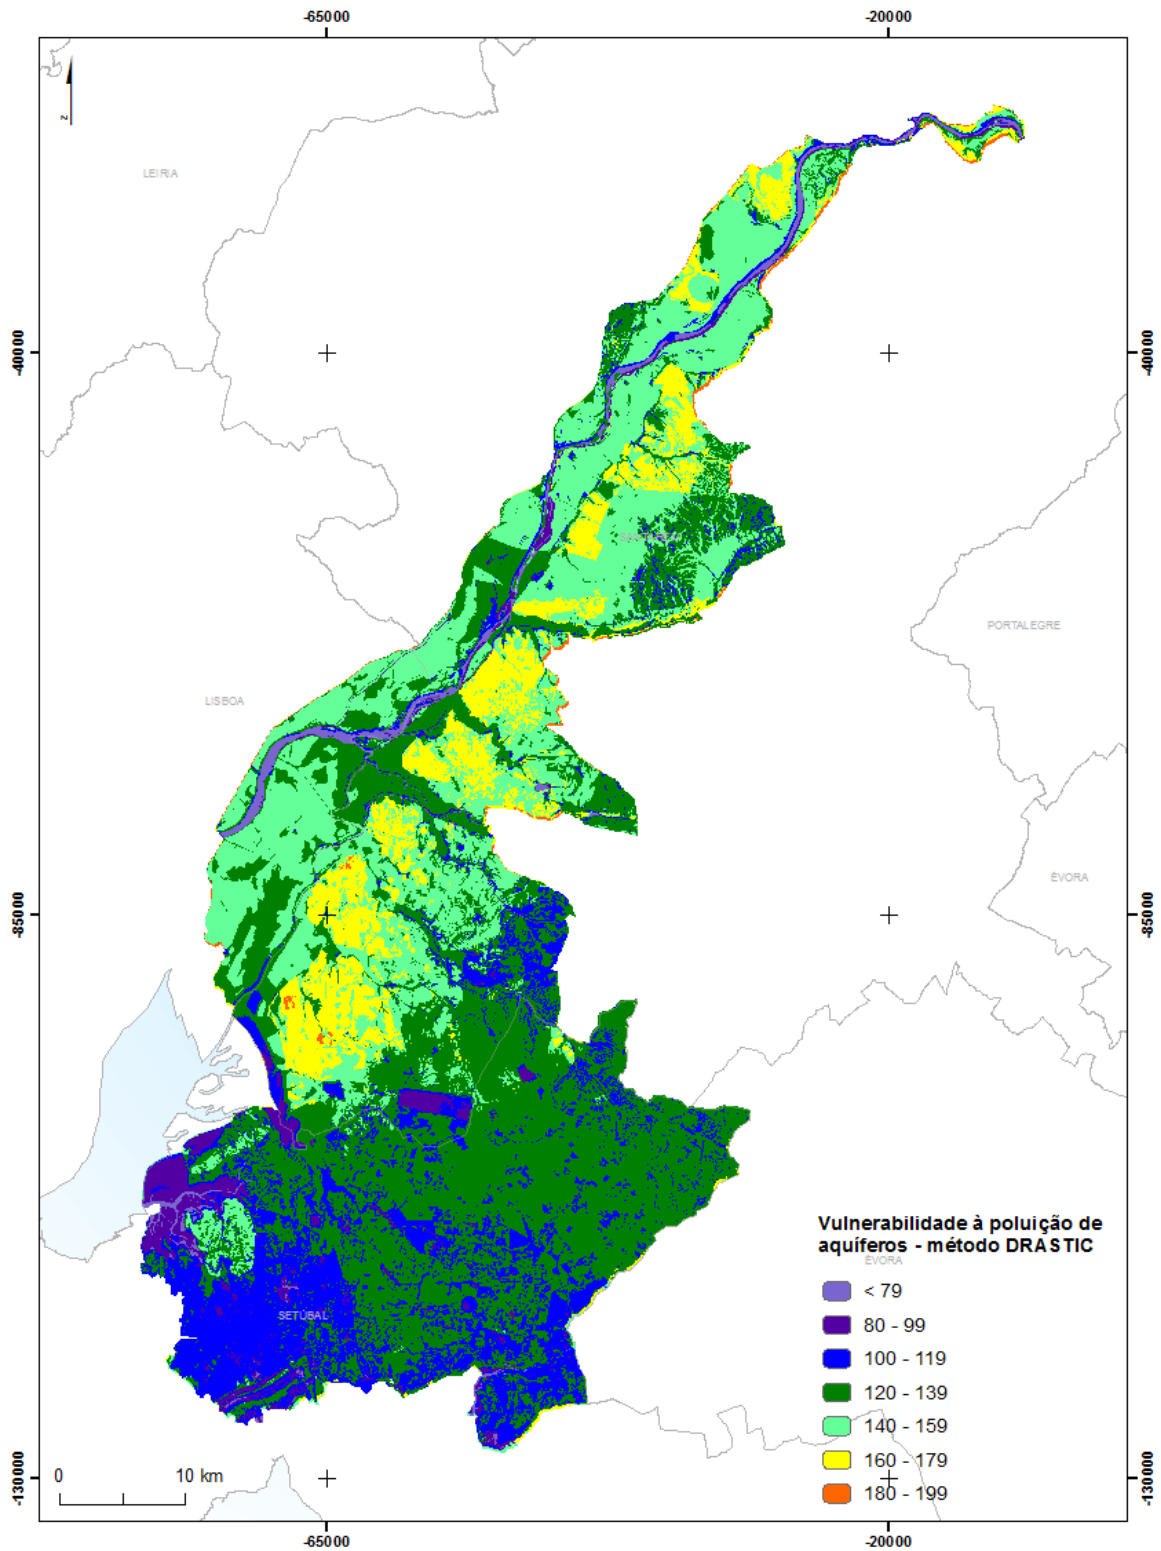 -65000
-20000
z
LEIRIA
-40000
-40000
PORTALEGRE
LISBOA
ÉVORA
-85000
-85000
Vulnerabilidade à poluição de
aquíferos - método DRASTIC
ÉVORA
< 79
SETÚBAL
80 - 99
100 - 119
120 - 139
140 - 159
160 - 179
180 - 199
0 10 km
-130000
-130000
-65000
-20000